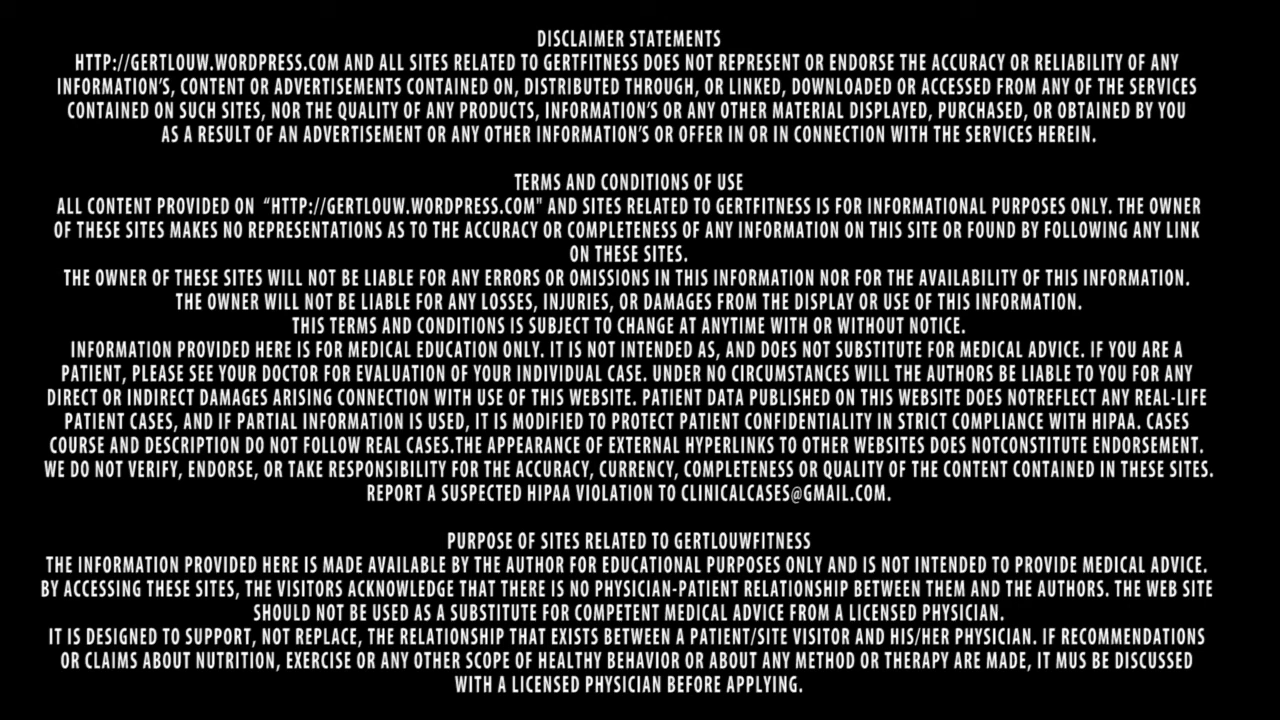 DISCLAIMER STATEMENTS
HTTP://GERTLOUW.WORDPRESS.COM AND ALL SITES RELATED TO GERTFITNESS DOES NOT REPRESENT OR ENDORSE THE ACCURACY OR RELIABILITY OF ANY
INFORMATION'S, CONTENT OR ADVERTISEMENTS CONTAINED ON, DISTRIBUTED THROUGH, OR LINKED, DOWNLOADED OR ACCESSED FROM ANY OF THE SERVICES
CONTAINED ON SUCH SITES, NOR THE QUALITY OF ANY PRODUCTS, INFORMATION'S OR ANY OTHER MATERIAL DISPLAYED, PURCHASED, OR OBTAINED BY YOU
AS A RESULT OF AN ADVERTISEMENT OR ANY OTHER INFORMATION'S OR OFFER IN OR IN CONNECTION WITH THE SERVICES HEREIN.
TERMS AND CONDITIONS OF USE
ALL CONTENT PROVIDED ON “HTTP://GERTLOUW.WORDPRESS.COM" AND SITES RELATED TO GERTFITNESS IS FOR INFORMATIONAL PURPOSES ONLY. THE OWNER
OF THESE SITES MAKES NO REPRESENTATIONS AS TO THE ACCURACY OR COMPLETENESS OF ANY INFORMATION ON THIS SITE OR FOUND BY FOLLOWING ANY LINK
ON THESE SITES.
THE OWNER OF THESE SITES WILL NOT BE LIABLE FOR ANY ERRORS OR OMISSIONS IN THIS INFORMATION NOR FOR THE AVAILABILITY OF THIS INFORMATION.
THE OWNER WILL NOT BE LIABLE FOR ANY LOSSES, INJURIES, OR DAMAGES FROM THE DISPLAY OR USE OF THIS INFORMATION.
THIS TERMS AND CONDITIONS IS SUBJECT TO CHANGE AT ANYTIME WITH OR WITHOUT NOTICE.
INFORMATION PROVIDED HERE IS FOR MEDICAL EDUCATION ONLY. IT IS NOT INTENDED AS, AND DOES NOT SUBSTITUTE FOR MEDICAL ADVICE. IF YOU ARE A
PATIENT, PLEASE SEE YOUR DOCTOR FOR EVALUATION OF YOUR INDIVIDUAL CASE. UNDER NO CIRCUMSTANCES WILL THE AUTHORS BE LIABLE TO YOU FOR ANY
DIRECT OR INDIRECT DAMAGES ARISING CONNECTION WITH USE OF THIS WEBSITE. PATIENT DATA PUBLISHED ON THIS WEBSITE DOES NOTREFLECT ANY REAL-LIFE
PATIENT CASES, AND IF PARTIAL INFORMATION IS USED, IT IS MODIFIED TO PROTECT PATIENT CONFIDENTIALITY IN STRICT COMPLIANCE WITH HIPAA. CASES
COURSE AND DESCRIPTION DO NOT FOLLOW REAL CASES.THE APPEARANCE OF EXTERNAL HYPERLINKS TO OTHER WEBSITES DOES NOTCONSTITUTE ENDORSEMENT.
WE DO NOT VERIFY, ENDORSE, OR TAKE RESPONSIBILITY FOR THE ACCURACY, CURRENCY, COMPLETENESS OR QUALITY OF THE CONTENT CONTAINED IN THESE SITES.
REPORT A SUSPECTED HIPAA VIOLATION TO CLINICALCASES@GMAIL.COM.
PURPOSE OF SITES RELATED TO GERTLOUWFITNESS
THE INFORMATION PROVIDED HERE IS MADE AVAILABLE BY THE AUTHOR FOR EDUCATIONAL PURPOSES ONLY AND IS NOT INTENDED TO PROVIDE MEDICAL ADVICE.
BY ACCESSING THESE SITES, THE VISITORS ACKNOWLEDGE THAT THERE IS NO PHYSICIAN-PATIENT RELATIONSHIP BETWEEN THEM AND THE AUTHORS. THE WEB SITE
SHOULD NOT BE USED AS A SUBSTITUTE FOR COMPETENT MEDICAL ADVICE FROM A LICENSED PHYSICIAN.
IT IS DESIGNED TO SUPPORT, NOT REPLACE, THE RELATIONSHIP THAT EXISTS BETWEEN A PATIENT/SITE VISITOR AND HIS/HER PHYSICIAN. IF RECOMMENDATIONS
OR CLAIMS ABOUT NUTRITION, EXERCISE OR ANY OTHER SCOPE OF HEALTHY BEHAVIOR OR ABOUT ANY METHOD OR THERAPY ARE MADE, IT MUS BE DISCUSSED
WITH A LICENSED PHYSICIAN BEFORE APPLYING.